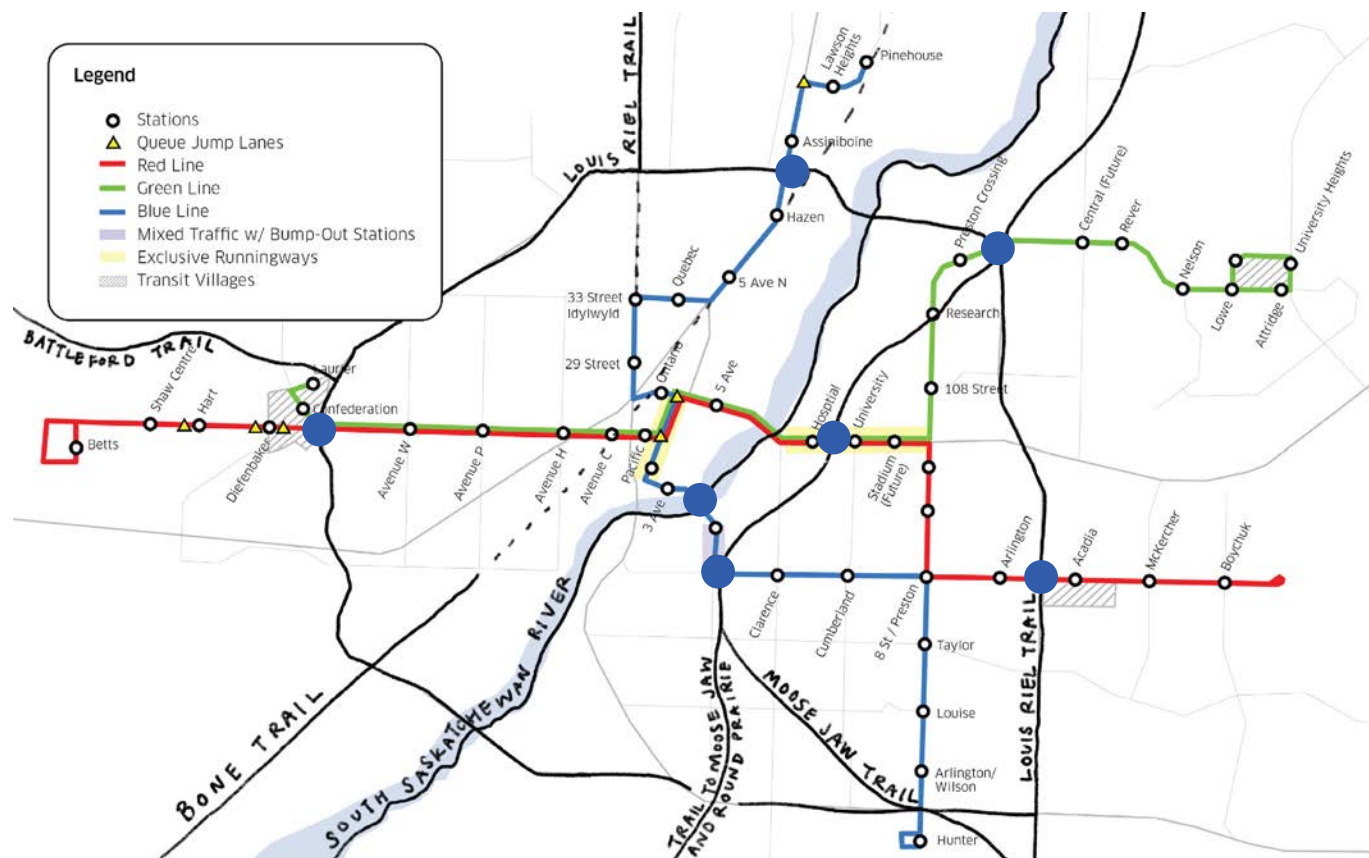 Legend
Stations
Queue Jump Lanes
Red Line
Green Line
Blue Line
Mixed Traffic w/ Bump-Out Stations
Exclusive Runningways
Transit Villages
LOUIS RIEL TRAIL
LOUIS
Lawson
Heights
Pinehouse
Assiniboine
Hazen
5 Ave N
Quebec
33 Street
Idylwyld
29 Street
Ontario
5 Ave
Preston Crossing
Central (Future)
Rever
Nelson
Lowe
Attridge
University Heights
Research
108 Street
BATTLEFORD TRAIL
Shaw Centre
Hart
Laurier
Confederation
Betts
Diefenbaker
Avenue W
Avenue P
Avenue H
Avenue C
Pacific
3 Ave
Hosptial
University
Stadium
(Future)
Arlington
Acadia
McKercher
Boychuk
Clarence
Cumberland
8 St / Preston
Taylor
Louise
Arlington/
Wilson
Hunter
BONE TRAIL
SOUTH SASKATCHEWAN RIVER
TRAIL TO MOOSE JAW
AND ROUND PRAIRIE
MOOSE JAW TRAIL
LOUIS RIEL TRAIL